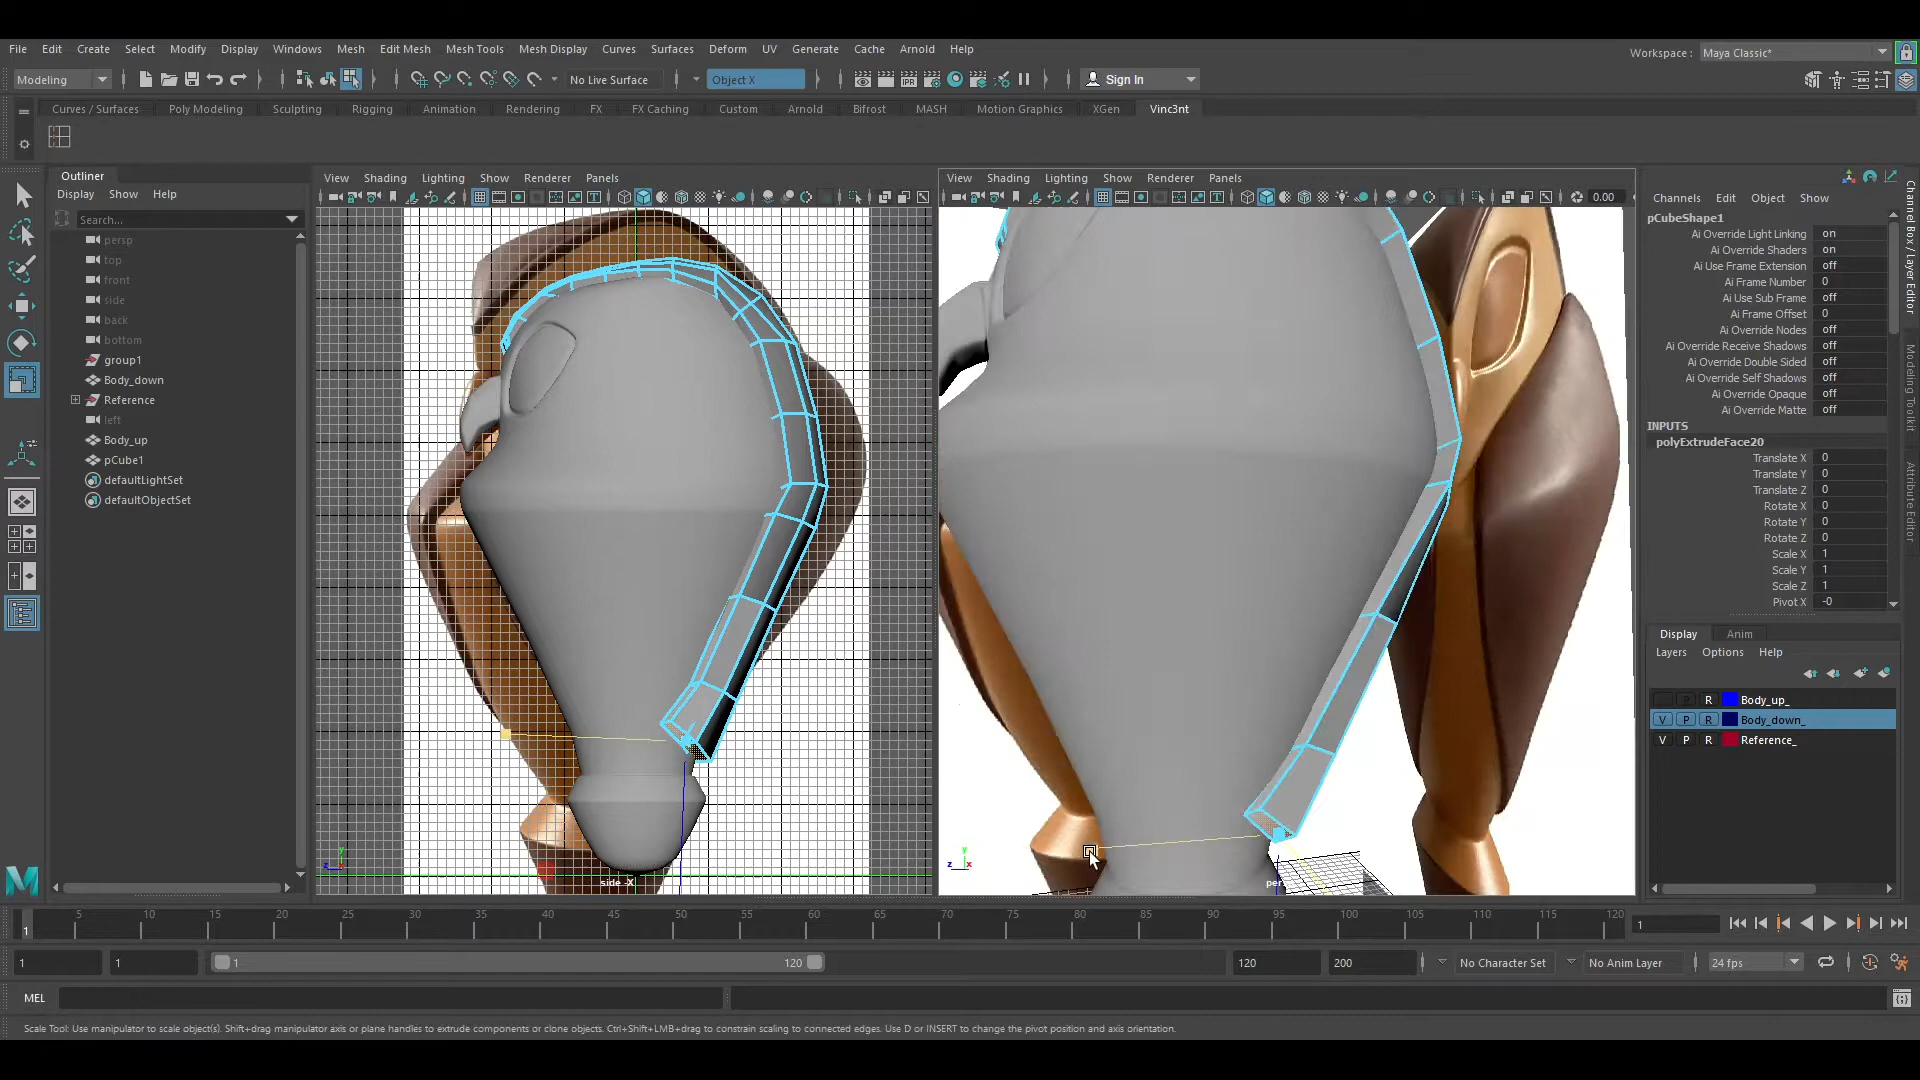 File Edit Create Select Modify Display Windows Mesh Edit Mesh Mesh Tools Mesh Display Curves Surfaces Deform UV Generate Cache Arnold Help
Workspace : Maya Classic*
Modeling No Live Surface Object X IPR Sign In
Curves / Surfaces Poly Modeling Sculpting Rigging Animation Rendering FX FX Caching Custom Arnold Bifrost MASH Motion Graphics XGen Vinc3nt
Outliner
Display Show Help
Search...
persp
top
front
side
back
bottom
group1
Body_down
Reference
left
Body_up
pCube1
defaultLightSet
defaultObjectSet
View Shading Lighting Show Renderer Panels
side -X
View Shading Lighting Show Renderer Panels
0.00
Channels Edit Object Show
pCubeShape1
Ai Override Light Linking on
Ai Override Shaders on
Ai Use Frame Extension off
Ai Frame Number 0
Ai Use Sub Frame off
Ai Frame Offset 0
Ai Override Nodes off
Ai Override Receive Shadows off
Ai Override Double Sided off
Ai Override Self Shadows off
Ai Override Opaque off
Ai Override Matte off
INPUTS
polyExtrudeFace20
Translate X 0
Translate Y 0
Translate Z 0
Rotate X 0
Rotate Y 0
Rotate Z 0
Scale X 1
Scale Y 1
Scale Z 1
Pivot X -0
Display Anim
Layers Options Help
P R Body_up_
V P R Body_down_
V P R Reference_
Channel Box / Layer Editor
Modeling Toolkit
Attribute Editor
5 10 15 20 25 30 35 40 45 50 55 60 65 70 75 80 85 90 95 100 105 110 115 120
1
1
1 1 1 120 120 200 No Character Set No Anim Layer 24 fps
MEL
Scale Tool: Use manipulator to scale object(s). Shift+drag manipulator axis or plane handles to extrude components or clone objects. Ctrl+Shift+LMB+drag to constrain scaling to connected edges. Use D or INSERT to change the pivot position and axis orientation.